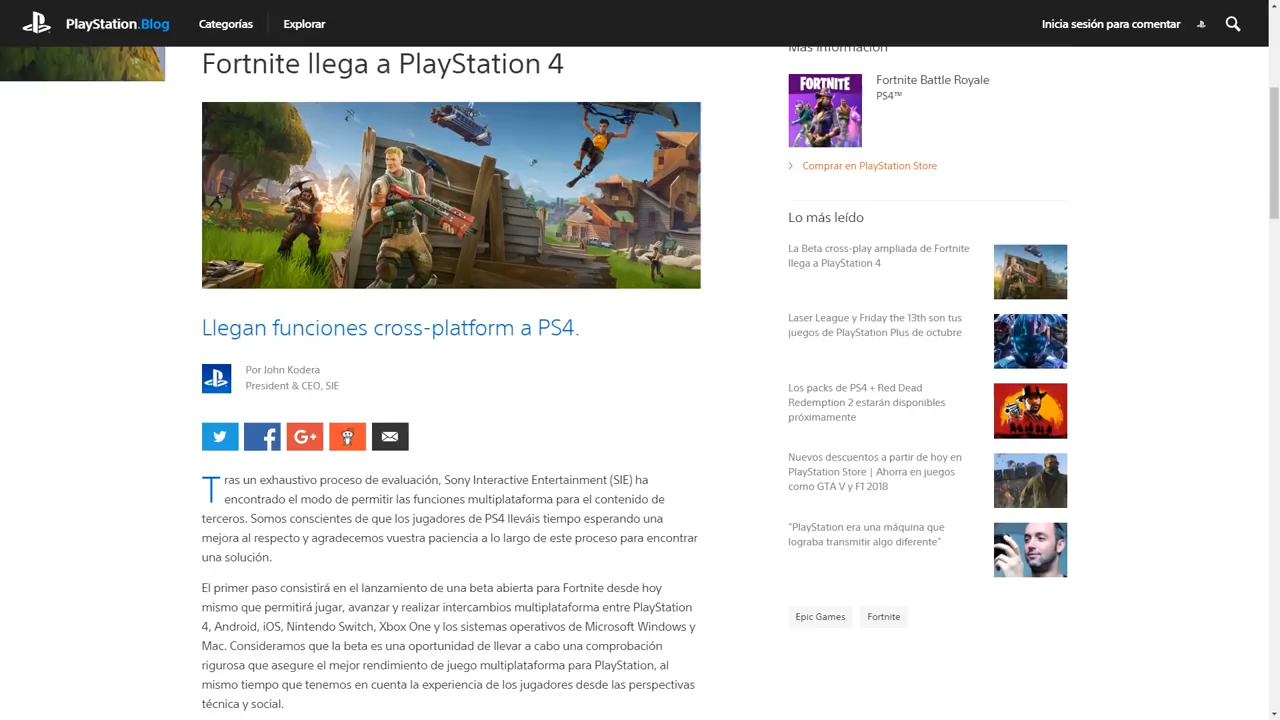 PlayStation.Blog
Categorías
Explorar
Inicia sesión para comentar
Fortnite llega a PlayStation 4
Llegan funciones cross-platform a PS4.
Por John Kodera
President & CEO, SIE
G+
Tras un exhaustivo proceso de evaluación, Sony Interactive Entertainment (SIE) ha
encontrado el modo de permitir las funciones multiplataforma para el contenido de
terceros. Somos conscientes de que los jugadores de PS4 lleváis tiempo esperando una
mejora al respecto y agradecemos vuestra paciencia a lo largo de este proceso para encontrar
una solución.
El primer paso consistirá en el lanzamiento de una beta abierta para Fortnite desde hoy
mismo que permitirá jugar, avanzar y realizar intercambios multiplataforma entre PlayStation
4, Android, iOS, Nintendo Switch, Xbox One y los sistemas operativos de Microsoft Windows y
Mac. Consideramos que la beta es una oportunidad de llevar a cabo una comprobación
rigurosa que asegure el mejor rendimiento de juego multiplataforma para PlayStation, al
mismo tiempo que tenemos en cuenta la experiencia de los jugadores desde las perspectivas
técnica y social.
Más información
FORTNITE
Fortnite Battle Royale
PS4™
Comprar en PlayStation Store
Lo más leído
La Beta cross-play ampliada de Fortnite
llega a PlayStation 4
Laser League y Friday the 13th son tus
juegos de PlayStation Plus de octubre
Los packs de PS4 + Red Dead
Redemption 2 estarán disponibles
próximamente
Nuevos descuentos a partir de hoy en
PlayStation Store | Ahorra en juegos
como GTA V y F1 2018
"PlayStation era una máquina que
lograba transmitir algo diferente"
Epic Games
Fortnite